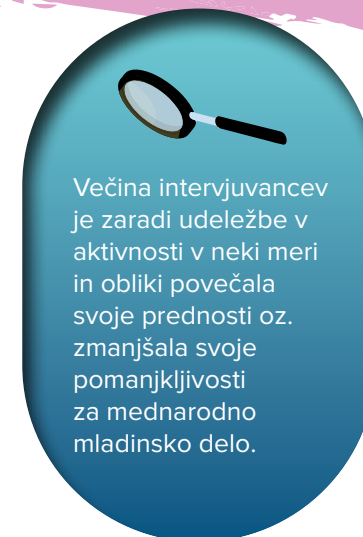 Večina intervjuvancev
je zaradi udeležbe v
aktivnosti v neki meri
in obliki povečala
svoje prednosti oz.
zmanjšala svoje
pomanjkljivosti
za mednarodno
mladinsko delo.